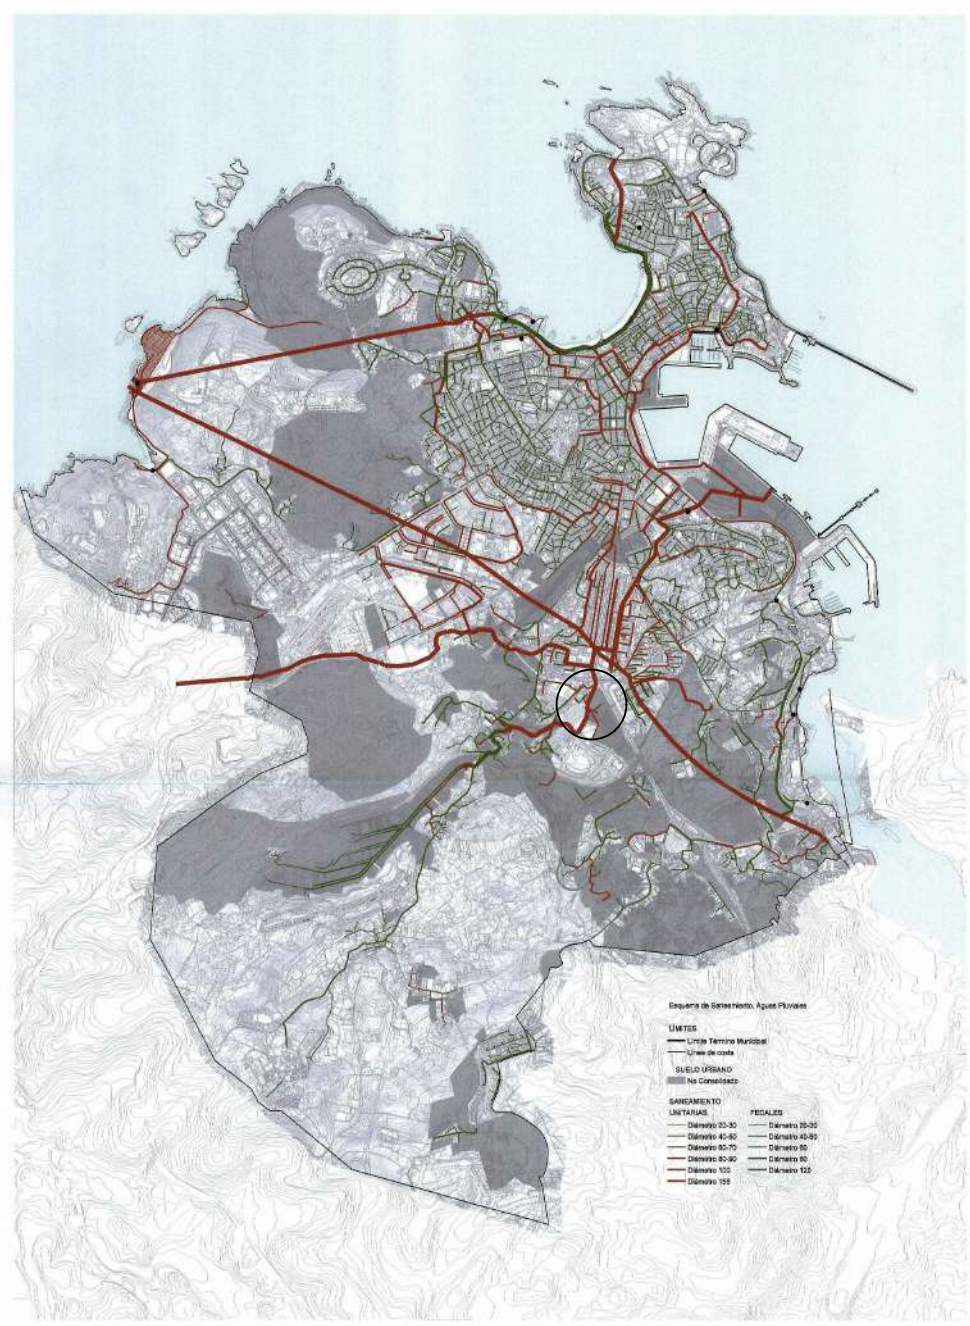 Esquema de Saneamiento, Aguas Pluviales
LÍMITES
Límite Término Municipal
Línea de costa
SUELO URBANO
No Consolidado
SANEAMIENTO
UNITARIAS FECALES
Diámetro 20-30 Diámetro 20-30
Diámetro 40-50 Diámetro 40-50
Diámetro 60-70 Diámetro 60
Diámetro 80-90 Diámetro 80
Diámetro 100 Diámetro 120
Diámetro